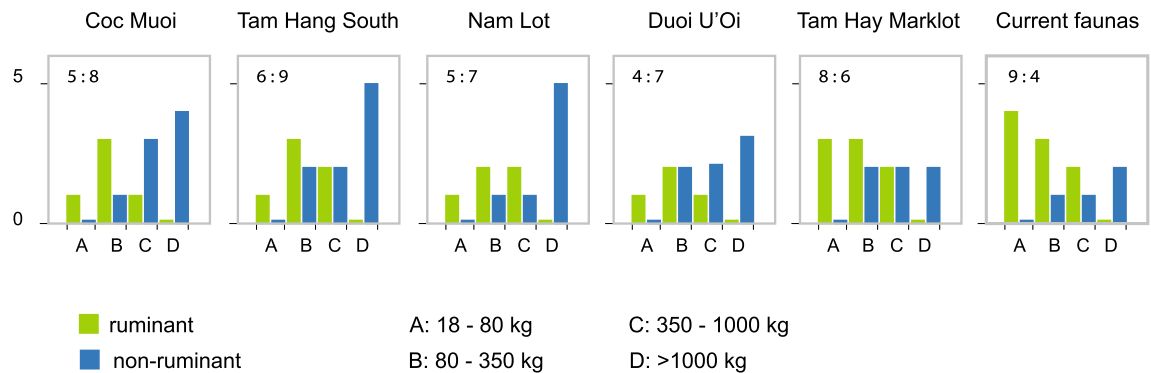 Coc Muoi Tam Hang South Nam Lot Duoi U'Oi Tam Hay Marklot Current faunas
5 5:8 6:9 5:7 4:7 8:6 9:4
0
A B C D A B C D A B C D A B C D A B C D A B C D
ruminant A: 18 - 80 kg C: 350 - 1000 kg
non-ruminant B: 80 - 350 kg D: >1000 kg